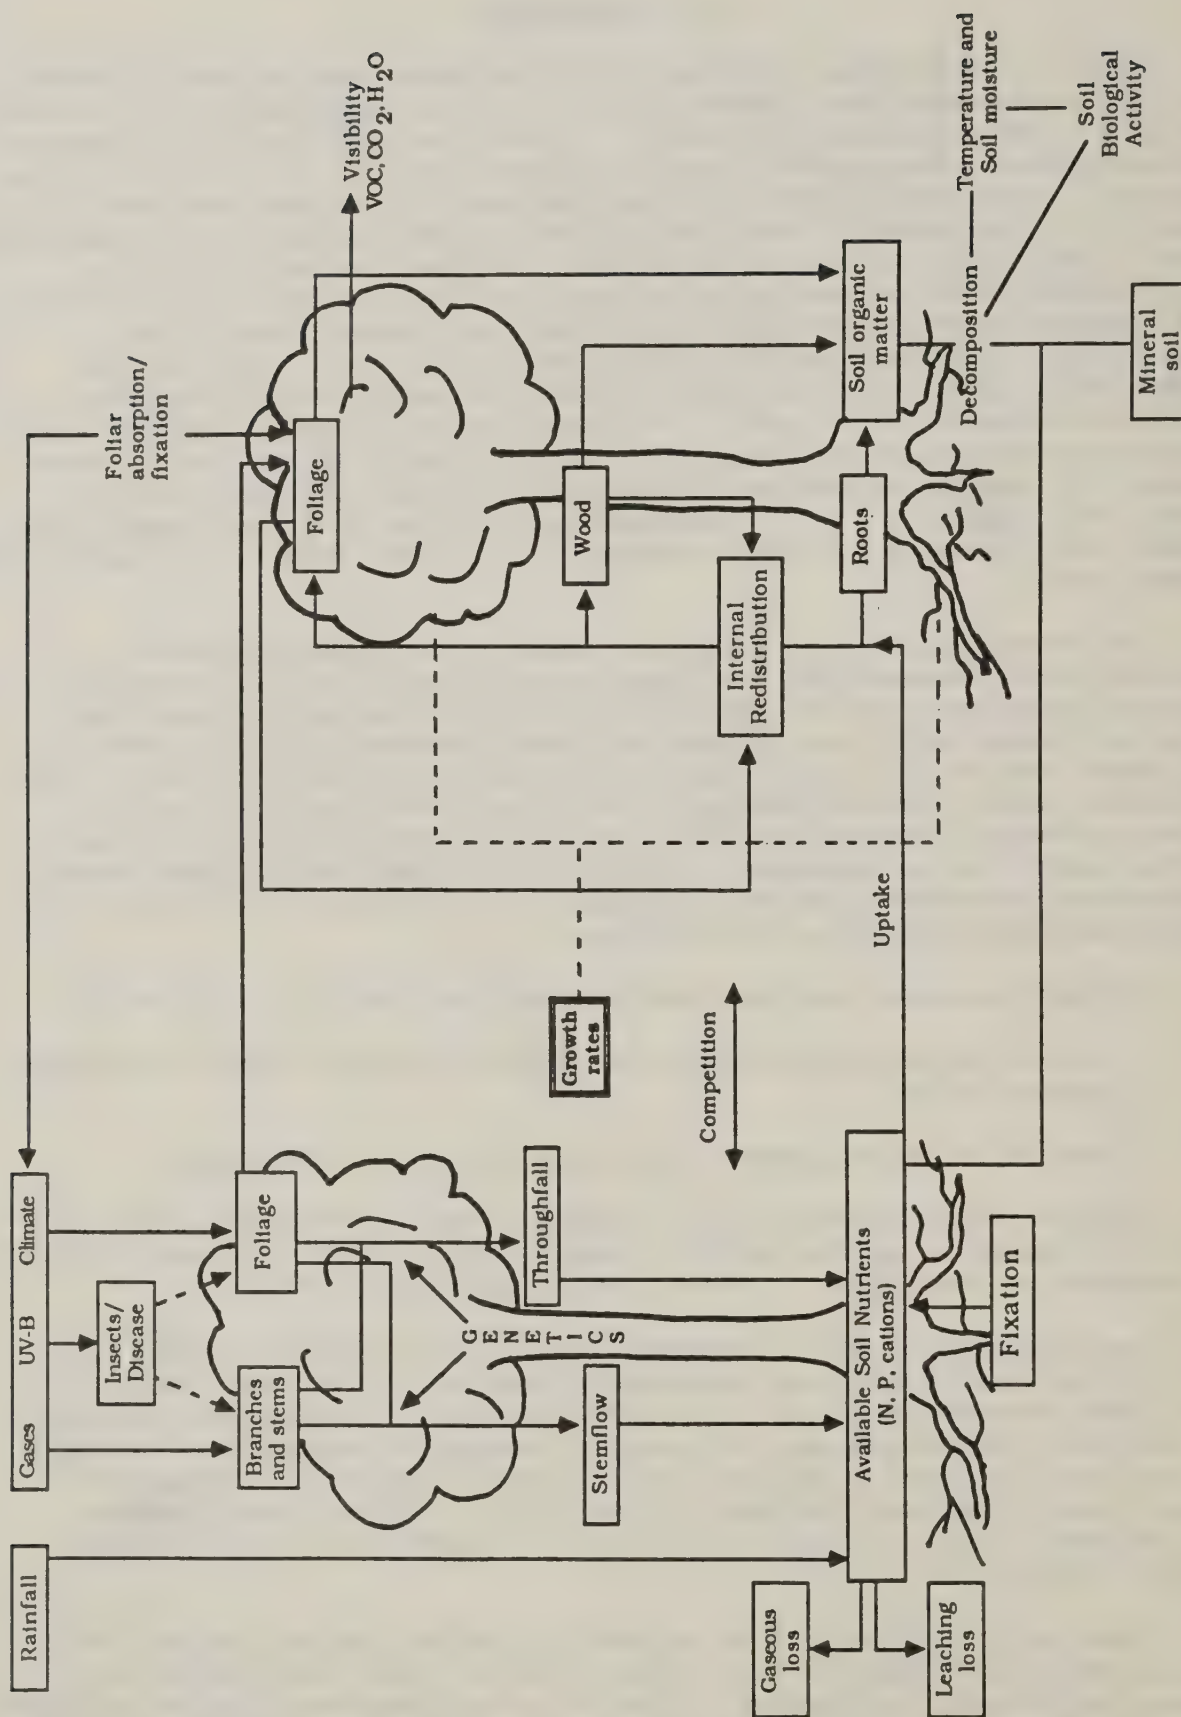 Rainfall
Gases UV-B Climate
Foliar
absorption/
fixation
Insects/
Disease
Branches
and stems
Foliage
Foliage
Visibility
VOC, CO2, H2O
GENETICS
Throughfall
Stemflow
Growth
rates
Wood
Competition
Internal
Redistribution
Gaseous
loss
Leaching
loss
Available Soil Nutrients
(N, P, cations)
Uptake
Roots
Soil organic
matter
Fixation
Decomposition
Temperature and
Soil moisture
Soil
Biological
Activity
Mineral
soil